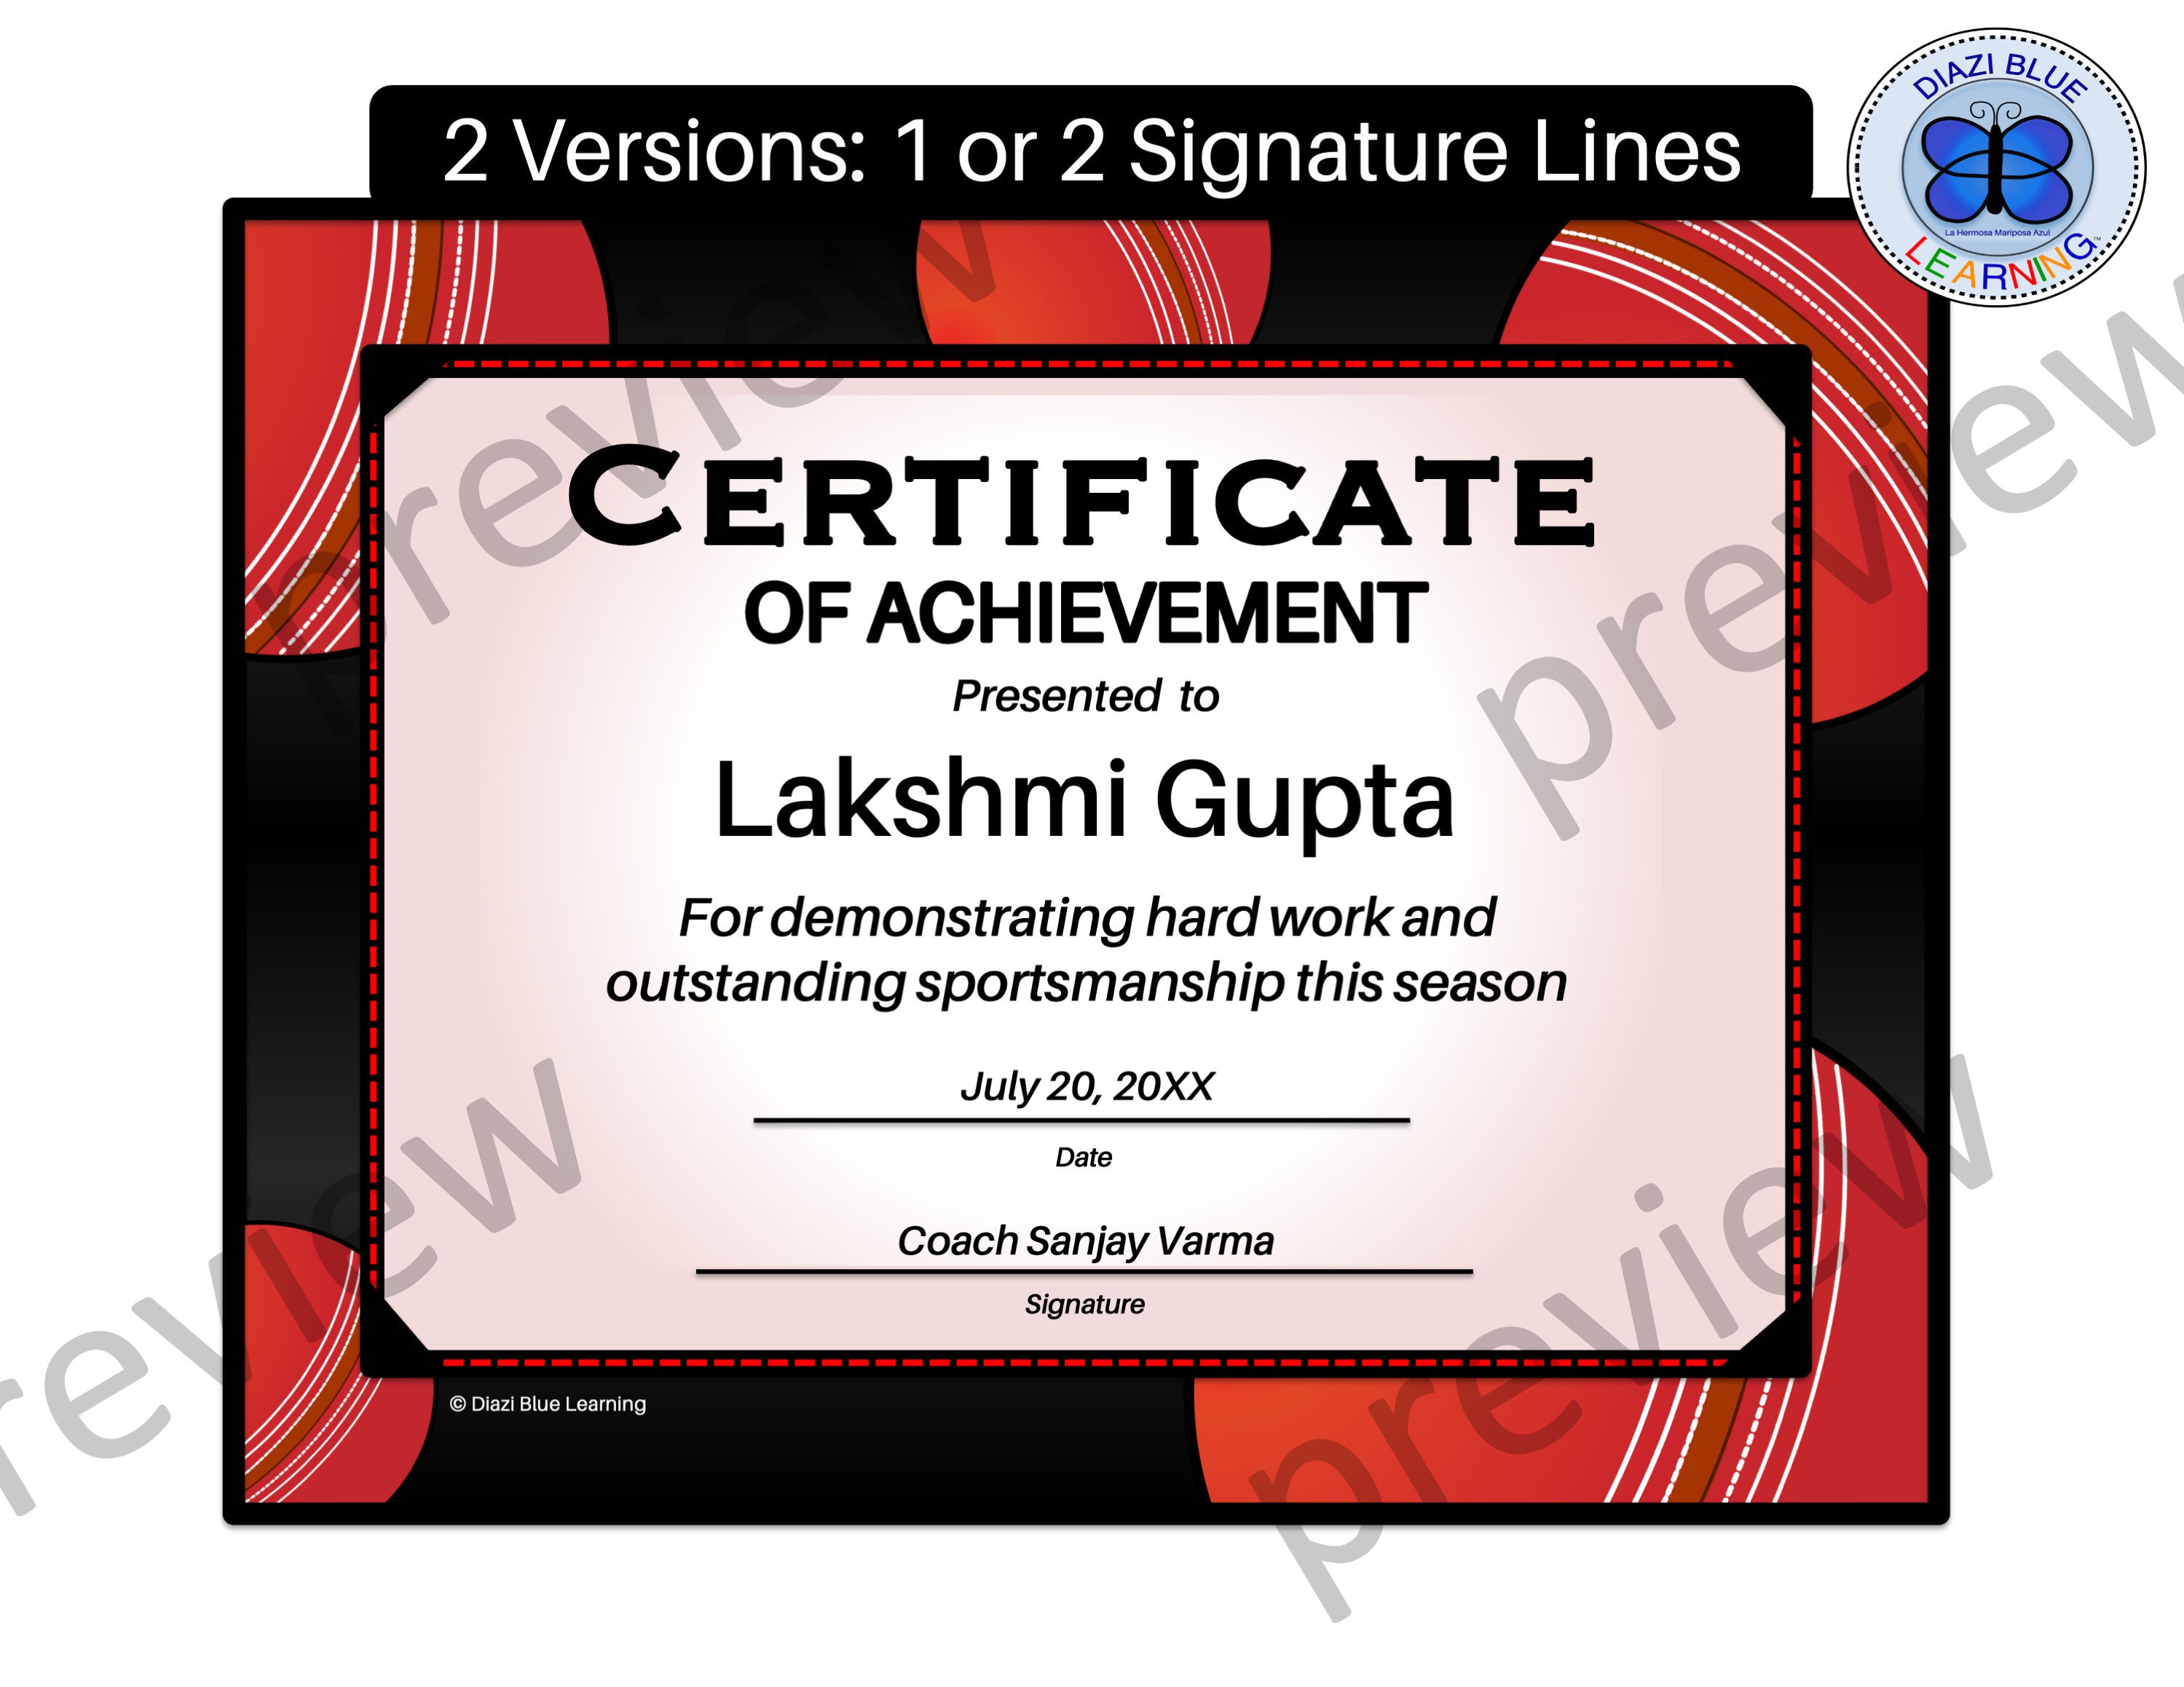 DIAZI BLUE
La Hermosa Mariposa Azul
LEARNING™
2 Versions: 1 or 2 Signature Lines
CERTIFICATE
OF ACHIEVEMENT
Presented to
Lakshmi Gupta
For demonstrating hard work and
outstanding sportsmanship this season
July 20, 20XX
Date
Coach Sanjay Varma
Signature
© Diazi Blue Learning
preview
preview
preview
preview